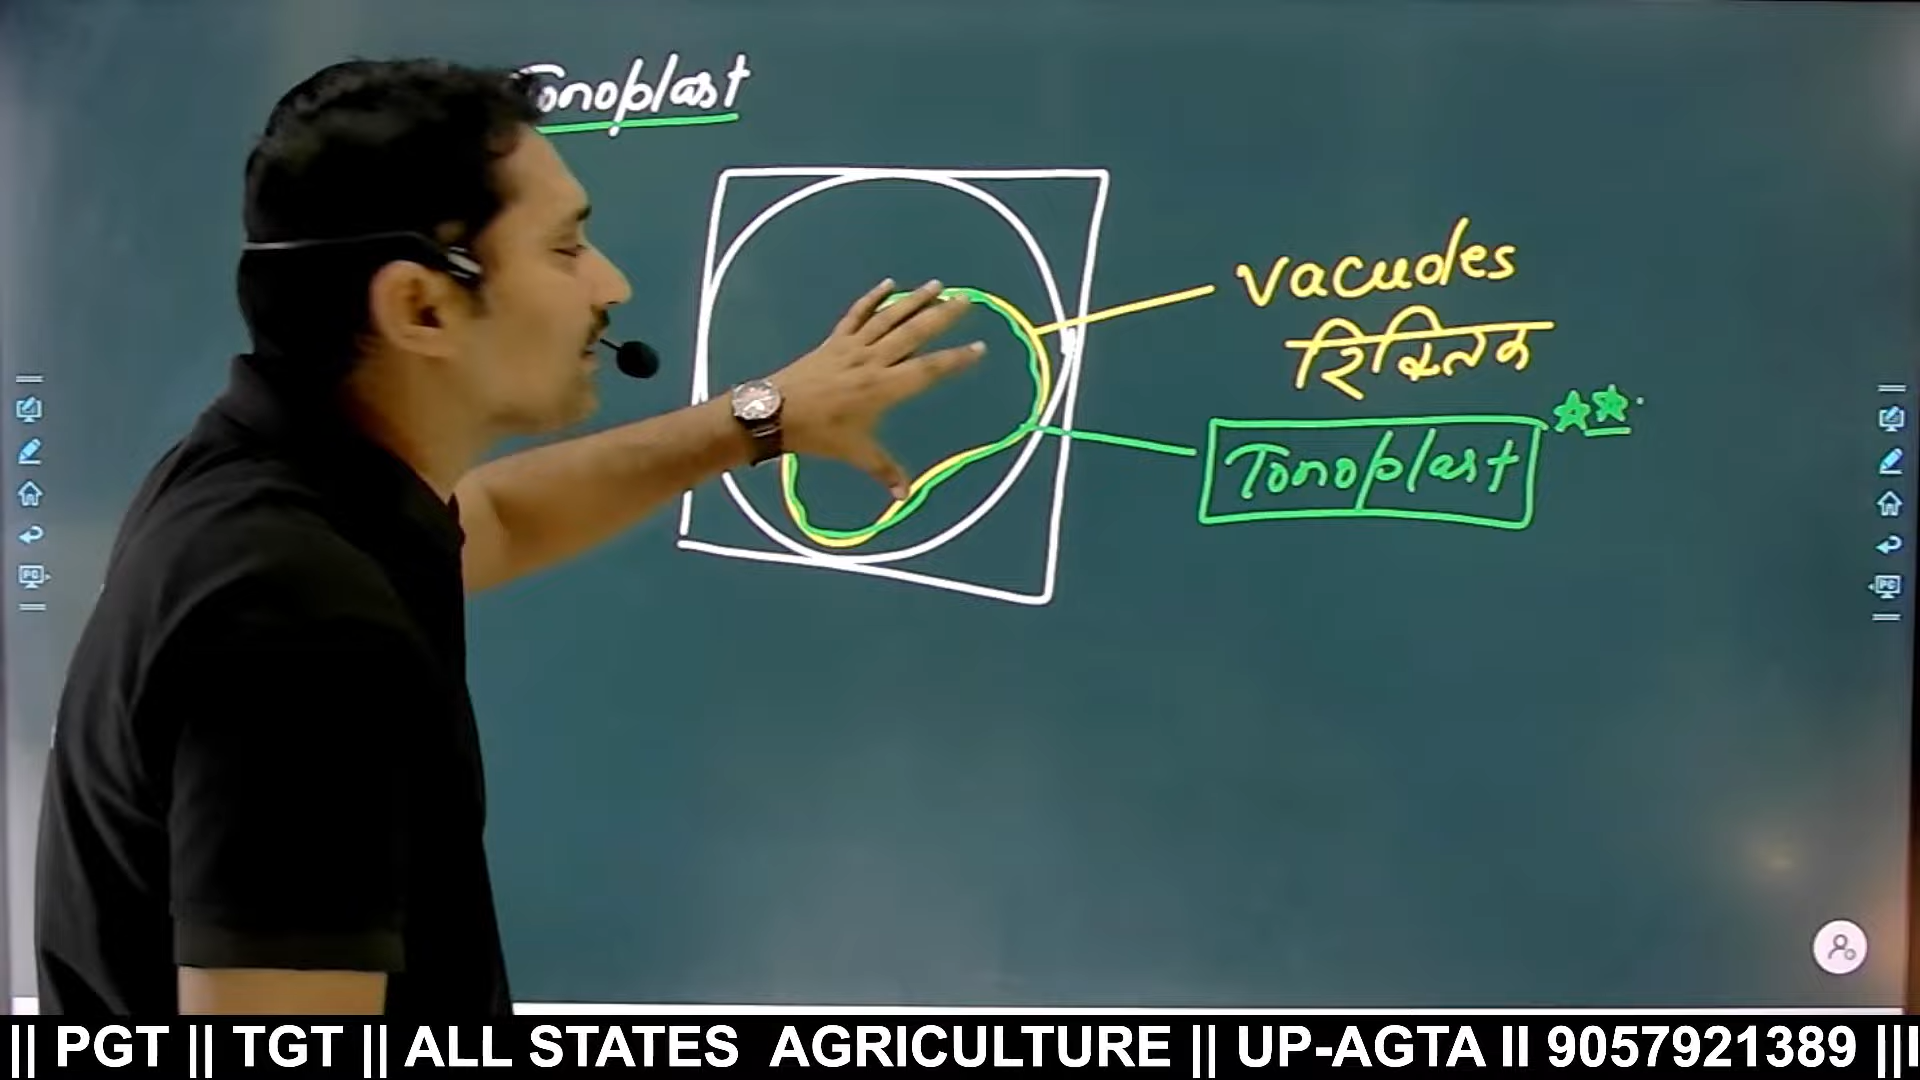 Tonoplast
vacuoles
रिक्तिक
Tonoplast
|| PGT || TGT || ALL STATES AGRICULTURE || UP-AGTA II 9057921389 |||